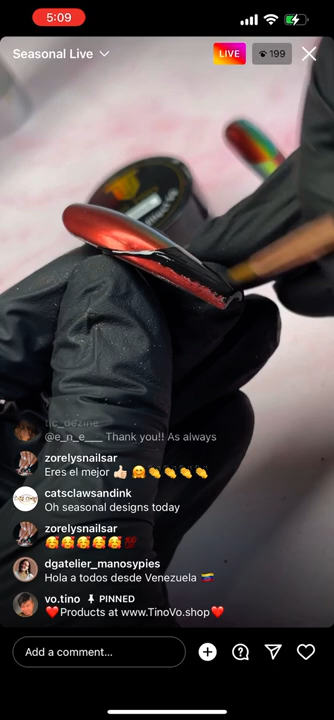 5:09
Seasonal Live
LIVE
199
tic_dezine
@e_n_e___ Thank you!! As always
zorelysnailsar
Eres el mejor 👍🏻 🤗 👏👏👏👏
catsclawsandink
Oh seasonal designs today
zorelysnailsar
🥰🥰🥰🥰🥰💯
dgatelier_manosypies
Hola a todos desde Venezuela 🇻🇪
vo.tino PINNED
❤️Products at www.TinoVo.shop❤️
Add a comment...